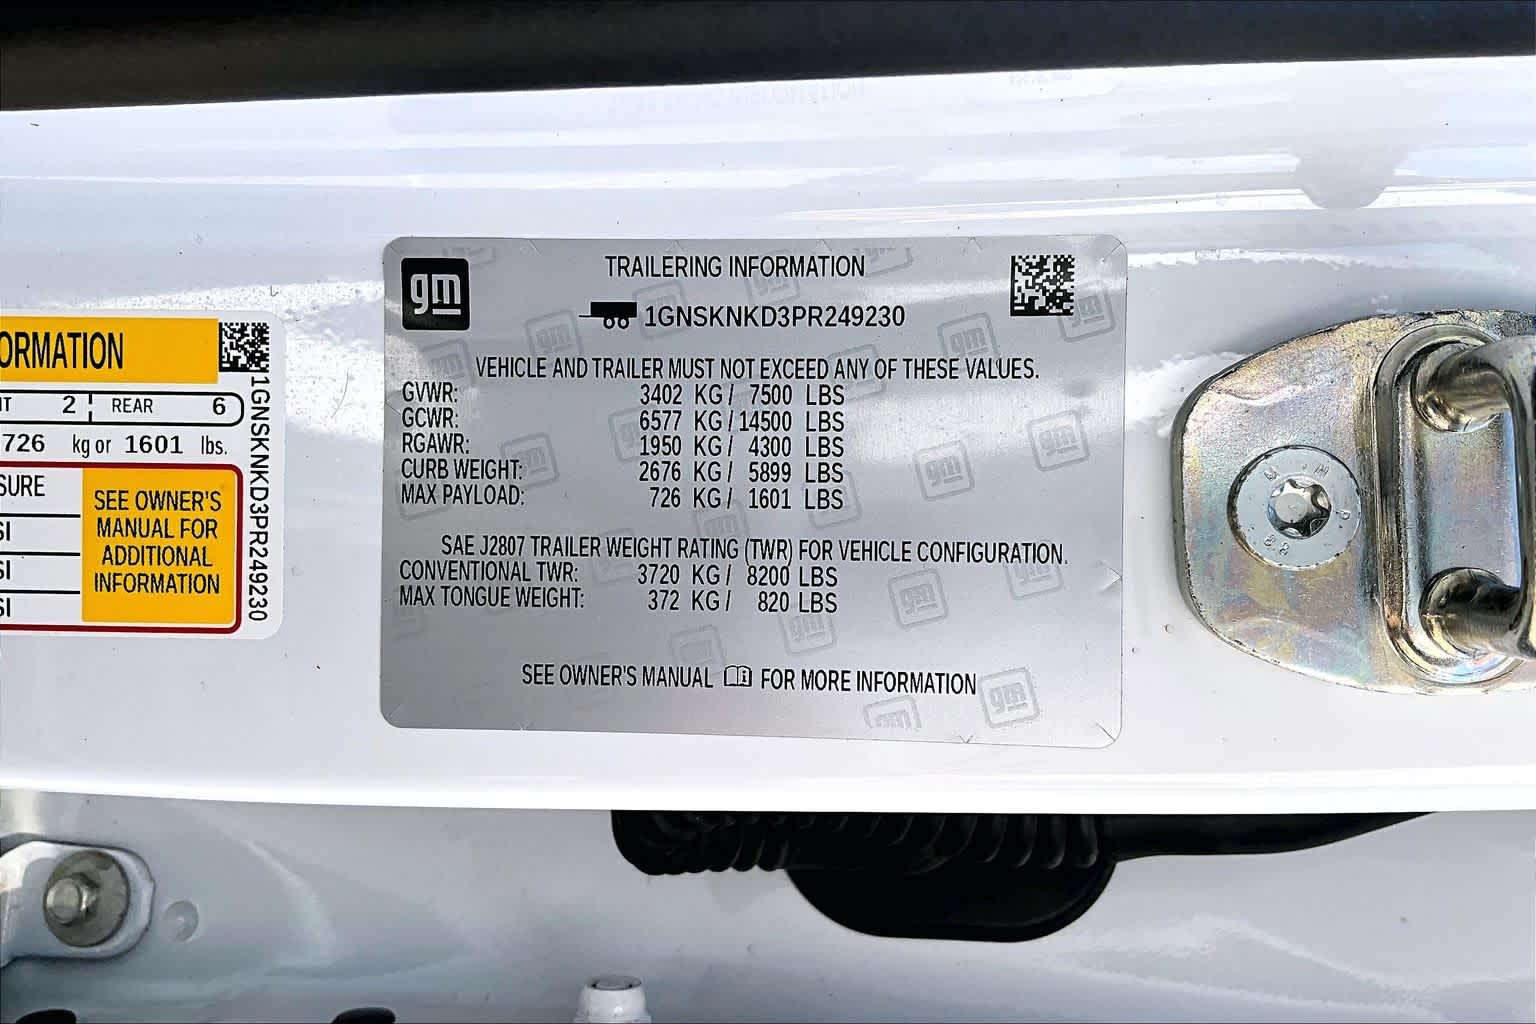 gm
TRAILERING INFORMATION
1GNSKNKD3PR249230
VEHICLE AND TRAILER MUST NOT EXCEED ANY OF THESE VALUES.
GVWR: 3402 KG / 7500 LBS
GCWR: 6577 KG / 14500 LBS
RGAWR: 1950 KG / 4300 LBS
CURB WEIGHT: 2676 KG / 5899 LBS
MAX PAYLOAD: 726 KG / 1601 LBS
SAE J2807 TRAILER WEIGHT RATING (TWR) FOR VEHICLE CONFIGURATION.
CONVENTIONAL TWR: 3720 KG / 8200 LBS
MAX TONGUE WEIGHT: 372 KG / 820 LBS
SEE OWNER'S MANUAL FOR MORE INFORMATION
ORMATION
NT 2 REAR 6
726 kg or 1601 lbs.
SURE
SI
SI
SI
SEE OWNER'S
MANUAL FOR
ADDITIONAL
INFORMATION
1GNSKNKD3PR249230